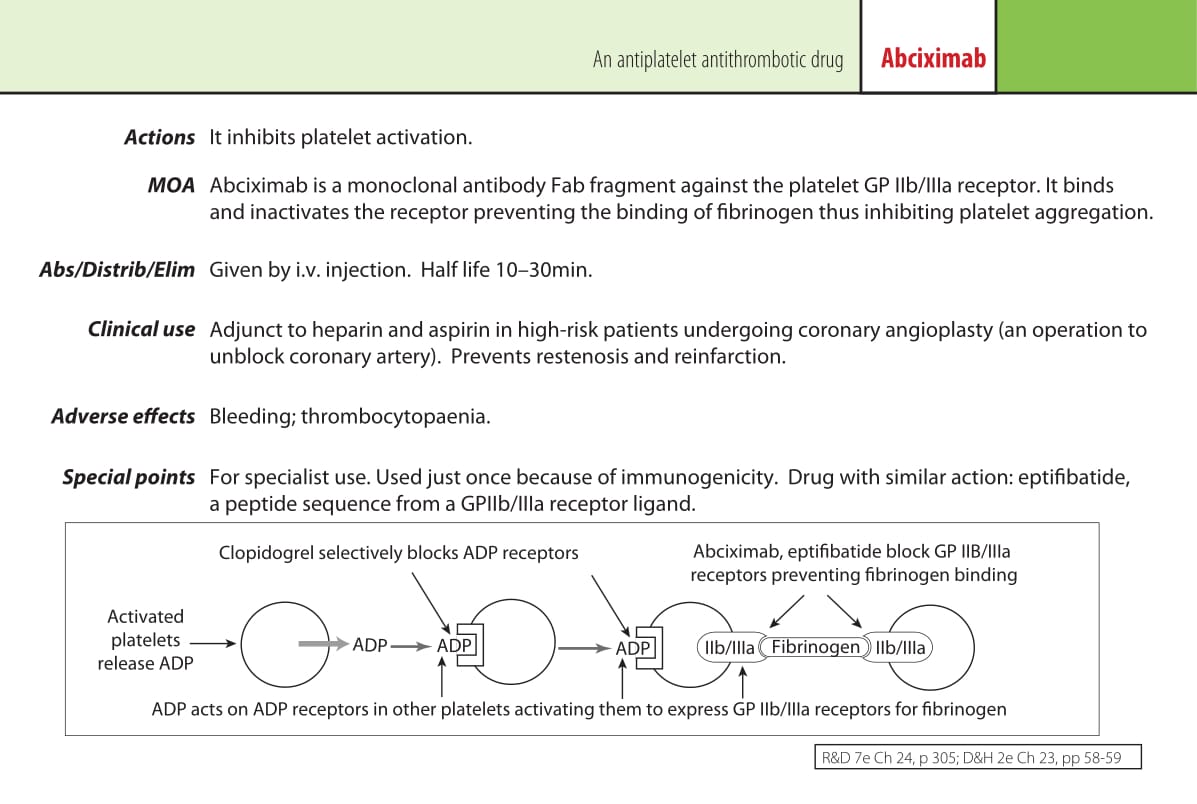 An antiplatelet antithrombotic drug Abciximab
Actions It inhibits platelet activation.
MOA Abciximab is a monoclonal antibody Fab fragment against the platelet GP IIb/IIIa receptor. It binds
and inactivates the receptor preventing the binding of fibrinogen thus inhibiting platelet aggregation.
Abs/Distrib/Elim Given by i.v. injection. Half life 10–30min.
Clinical use Adjunct to heparin and aspirin in high-risk patients undergoing coronary angioplasty (an operation to
unblock coronary artery). Prevents restenosis and reinfarction.
Adverse effects Bleeding; thrombocytopaenia.
Special points For specialist use. Used just once because of immunogenicity. Drug with similar action: eptifibatide,
a peptide sequence from a GPIIb/IIIa receptor ligand.
Clopidogrel selectively blocks ADP receptors
Abciximab, eptifibatide block GP IIB/IIIa
receptors preventing fibrinogen binding
Activated
platelets
release ADP
ADP ADP ADP IIb/IIIa Fibrinogen IIb/IIIa
ADP acts on ADP receptors in other platelets activating them to express GP IIb/IIIa receptors for fibrinogen
R&D 7e Ch 24, p 305; D&H 2e Ch 23, pp 58-59